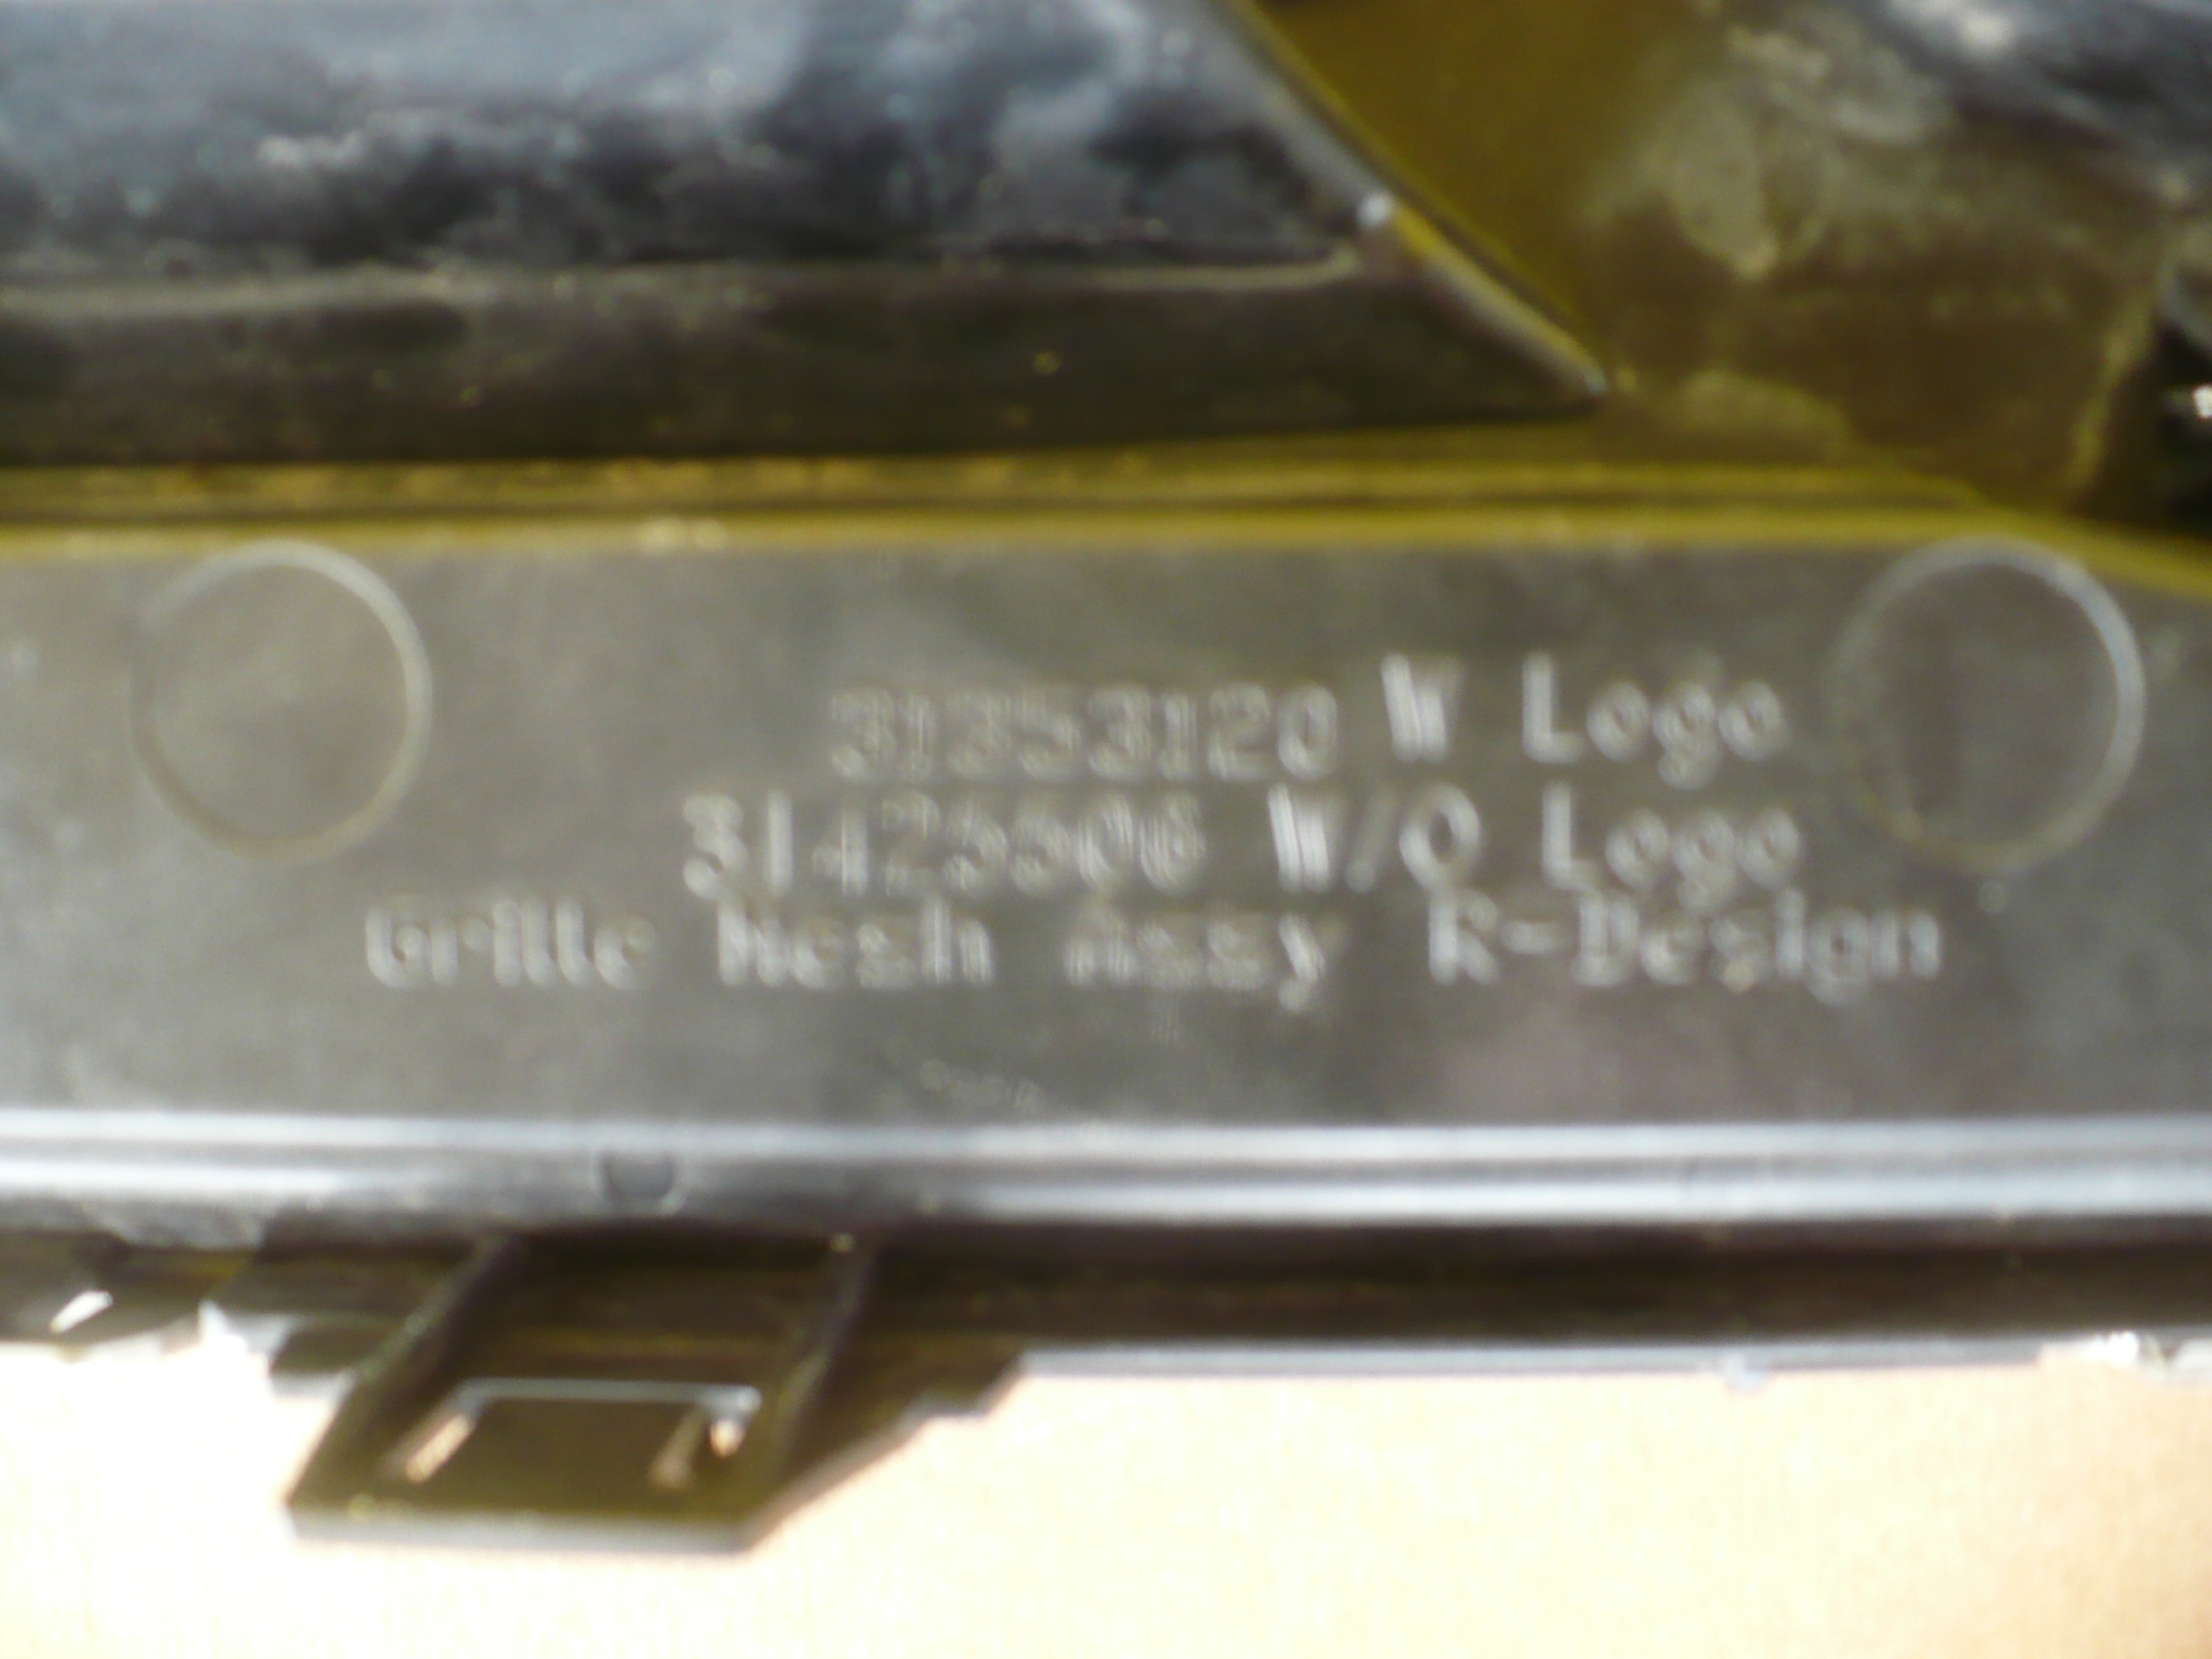 31353120 W Logo
31425506 W/O Logo
Grille Mesh Assy R-Design